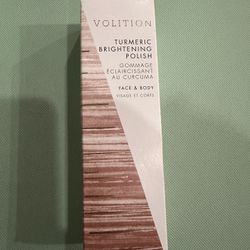 VOLITION
TURMERIC
BRIGHTENING
POLISH
GOMMAGE
ÉCLAIRCISSANT
AU CURCUMA
FACE & BODY
VISAGE ET CORPS